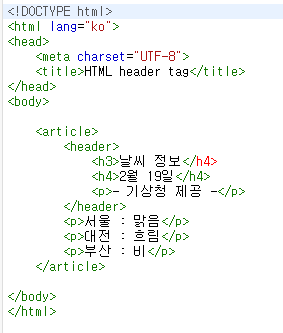 <!DOCTYPE html>
<html lang="ko">
<head>
    <meta charset="UTF-8">
    <title>HTML header tag</title>
</head>
<body>

    <article>
        <header>
            <h3>날씨 정보</h4>
            <h4>2월 19일</h4>
            <p>- 기상청 제공 -</p>
        </header>
        <p>서울 : 맑음</p>
        <p>대전 : 흐림</p>
        <p>부산 : 비</p>
    </article>

</body>
</html>